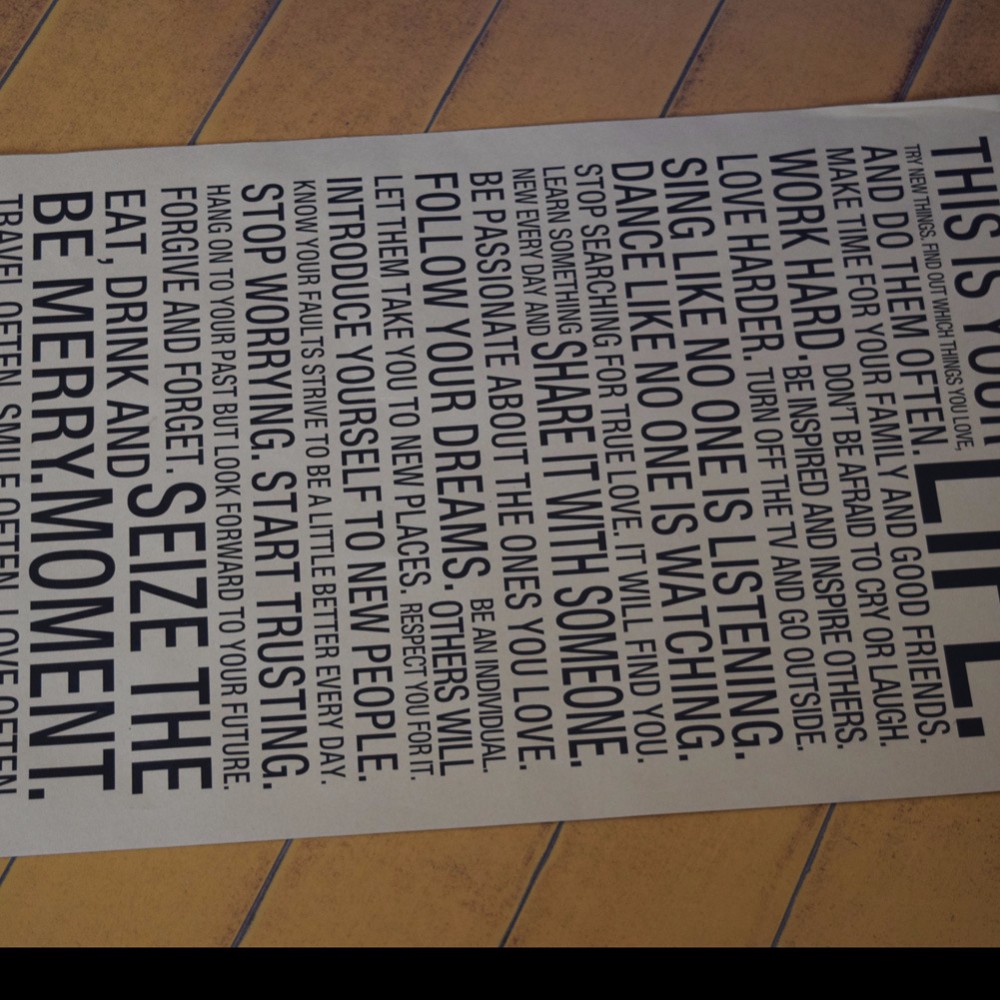 THIS IS YOUR
TRY NEW THINGS. FIND OUT WHICH THINGS YOU LOVE,
LIFE.
AND DO THEM OFTEN.
MAKE TIME FOR YOUR FAMILY AND GOOD FRIENDS.
WORK HARD. DON'T BE AFRAID TO CRY OR LAUGH.
LOVE HARDER. BE INSPIRED AND INSPIRE OTHERS.
TURN OFF THE TV AND GO OUTSIDE.
SING LIKE NO ONE IS LISTENING.
DANCE LIKE NO ONE IS WATCHING.
STOP SEARCHING FOR TRUE LOVE. IT WILL FIND YOU.
LEARN SOMETHING
NEW EVERY DAY AND SHARE IT WITH SOMEONE.
BE PASSIONATE ABOUT THE ONES YOU LOVE.
FOLLOW YOUR DREAMS. BE AN INDIVIDUAL.
LET THEM TAKE YOU TO NEW PLACES. OTHERS WLL
RESPECT YOU FOR IT.
INTRODUCE YOURSELF TO NEW PEOPLE.
KNOW YOUR FAULTS STRIVE TO BE A LITTLE BETTER EVERY DAY.
STOP WORRYING. START TRUSTING.
HANG ON TO YOUR PAST BUT LOOK FORWARD TO YOUR FUTURE.
FORGIVE AND FORGET. SEIZE THE
EAT, DRINK AND
BE MERRY. MOMENT.
TRAVEL OFTEN SMILE OFTEN LOVE OFTEN